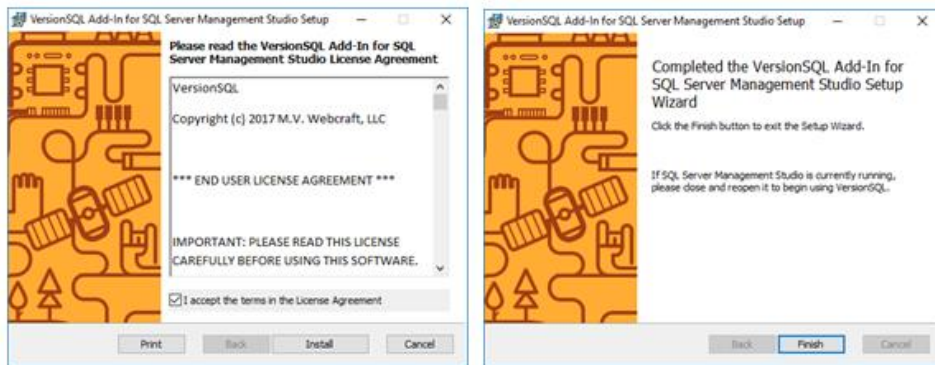 VersionSQL Add-In for SQL Server Management Studio Setup
Please read the VersionSQL Add-In for SQL
Server Management Studio License Agreement
VersionSQL
Copyright (c) 2017 M.V. Webcraft, LLC
*** END USER LICENSE AGREEMENT ***
IMPORTANT: PLEASE READ THIS LICENSE
CAREFULLY BEFORE USING THIS SOFTWARE.
I accept the terms in the License Agreement
Print Back Install Cancel
VersionSQL Add-In for SQL Server Management Studio Setup
Completed the VersionSQL Add-In for
SQL Server Management Studio Setup
Wizard
Click the Finish button to exit the Setup Wizard.
If SQL Server Management Studio is currently running,
please close and reopen it to begin using VersionSQL.
Back Finish Cancel